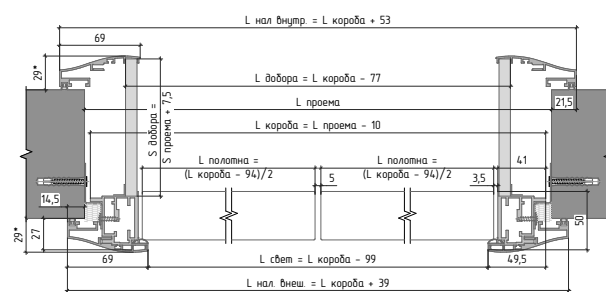 L нал внутр. = L короба + 53
69
29*
L добора = L короба - 77
S добора =
S проема + 7,5
L проема
21,5
L короба = L проема - 10
L полотна =
(L короба - 94)/2
L полотна =
(L короба - 94)/2
41
5
3,5
14,5
27
29*
50
69
L свет = L короба - 99
49,5
L нал. внеш. = L короба + 39